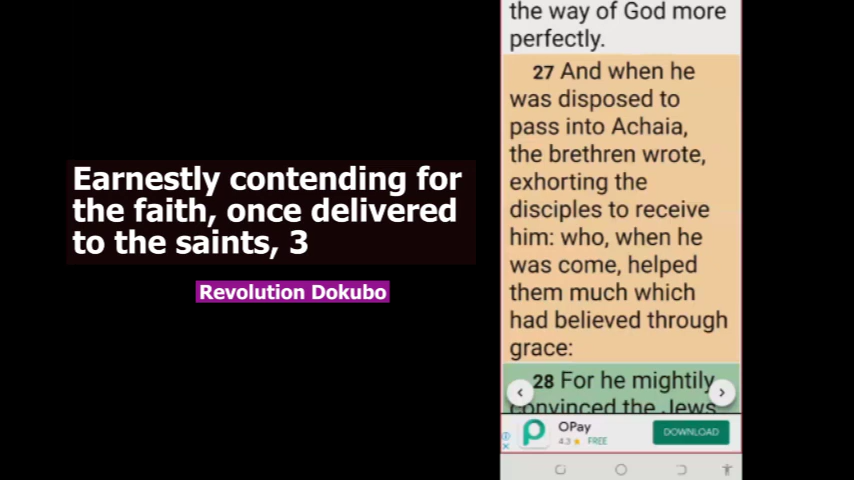 Earnestly contending for
the faith, once delivered
to the saints, 3
Revolution Dokubo
the way of God more
perfectly.
27 And when he
was disposed to
pass into Achaia,
the brethren wrote,
exhorting the
disciples to receive
him: who, when he
was come, helped
them much which
had believed through
grace:
28 For he mightily
convinced the Jews
OPay
4.3 ★ FREE
DOWNLOAD